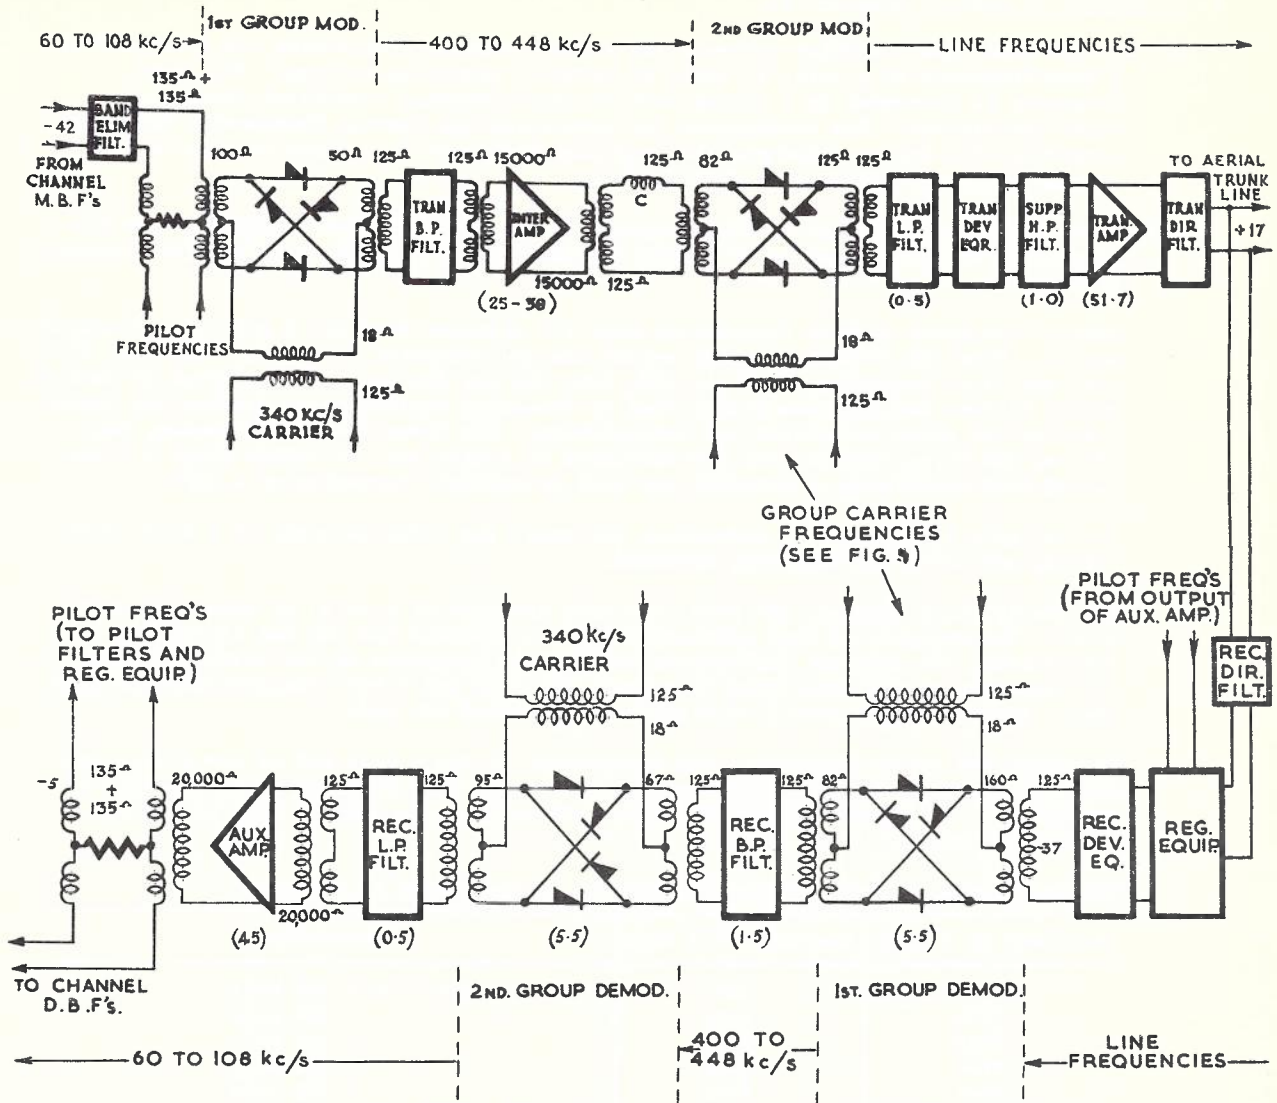 60 TO 108 kc/s
1ST GROUP MOD.
400 TO 448 kc/s
2ND GROUP MOD
LINE FREQUENCIES
135Ω +
135Ω
-42
BAND
ELIM
FILT.
FROM
CHANNEL
M.B.F's
PILOT
FREQUENCIES
100Ω
50Ω
18Ω
125Ω
340 KC/S
CARRIER
125Ω
TRAN
B.P.
FILT.
125Ω
15000Ω
INTER
AMP
15000Ω
(25-38)
125Ω
C
125Ω
82Ω
125Ω
18Ω
125Ω
125Ω
TRAN
L.P.
FILT.
(0.5)
TRAN
DEV
EQR.
SUPP
H.P.
FILT.
(1.0)
TRAN.
AMP
(51.7)
TRAN
DIR
FILT.
TO AERIAL
TRUNK
LINE
+17
GROUP CARRIER
FREQUENCIES
(SEE FIG. )
PILOT FREQ'S
(TO PILOT
FILTERS AND
REG. EQUIP.)
340 kc/s
CARRIER
125Ω
18Ω
125Ω
18Ω
PILOT FREQ'S
(FROM OUTPUT
OF AUX. AMP.)
REC.
DIR.
FILT.
-5
135Ω
+
135Ω
20,000Ω
AUX.
AMP.
20,000Ω
(45)
125Ω
REC.
L.P.
FILT.
125Ω
(0.5)
95Ω
67Ω
(5.5)
125Ω
REC.
B.P.
FILT.
125Ω
(1.5)
82Ω
160Ω
(5.5)
125Ω
-37
REC.
DEV.
EQ.
REG.
EQUIP.
TO CHANNEL
D.B.F's.
2ND. GROUP DEMOD.
1ST. GROUP DEMOD.
60 TO 108 kc/s
400 TO
448 kc/s
LINE
FREQUENCIES